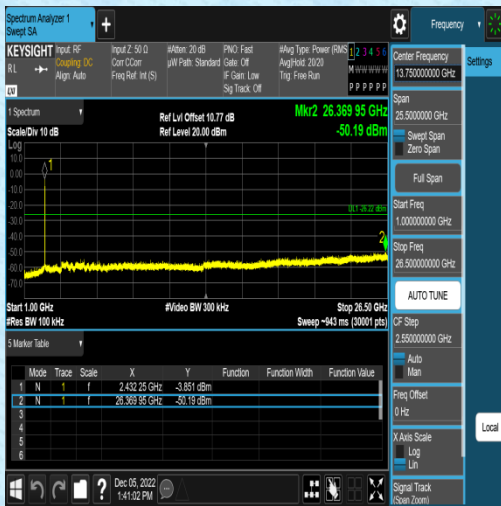 Spectrum Analyzer 1
Swept SA
Frequency
KEYSIGHT
Input: RF
Coupling: DC
Align: Auto
Input Z: 50 Ω
Corr CCorr
Freq Ref: Int (S)
#Atten: 20 dB
µW Path: Standard
PNO: Fast
Gate: Off
IF Gain: Low
Sig Track: Off
#Avg Type: Power (RMS)
Avg|Hold: 20/20
Trig: Free Run
1 2 3 4 5 6
M W W W W W
P P P P P P
R L
LVI
1 Spectrum
Scale/Div 10 dB
Log
Ref Lvl Offset 10.77 dB
Ref Level 20.00 dBm
Mkr2 26.369 95 GHz
-50.19 dBm
10.0
0.00
-10.0
-20.0
-30.0
-40.0
-50.0
-60.0
-70.0
1
2
DL1 -26.22 dBm
Start 1.00 GHz
#Res BW 100 kHz
#Video BW 300 kHz
Stop 26.50 GHz
Sweep ~943 ms (30001 pts)
5 Marker Table
Mode Trace Scale X Y Function Function Width Function Value
1 N 1 f 2.432 25 GHz -3.851 dBm
2 N 1 f 26.369 95 GHz -50.19 dBm
3
4
5
6
Dec 05, 2022
1:41:02 PM
Center Frequency
13.750000000 GHz
Settings
Span
25.5000000 GHz
Swept Span
Zero Span
Full Span
Start Freq
1.000000000 GHz
Stop Freq
26.500000000 GHz
AUTO TUNE
CF Step
2.550000000 GHz
Auto
Man
Freq Offset
0 Hz
Local
X Axis Scale
Log
Lin
Signal Track
(Span Zoom)